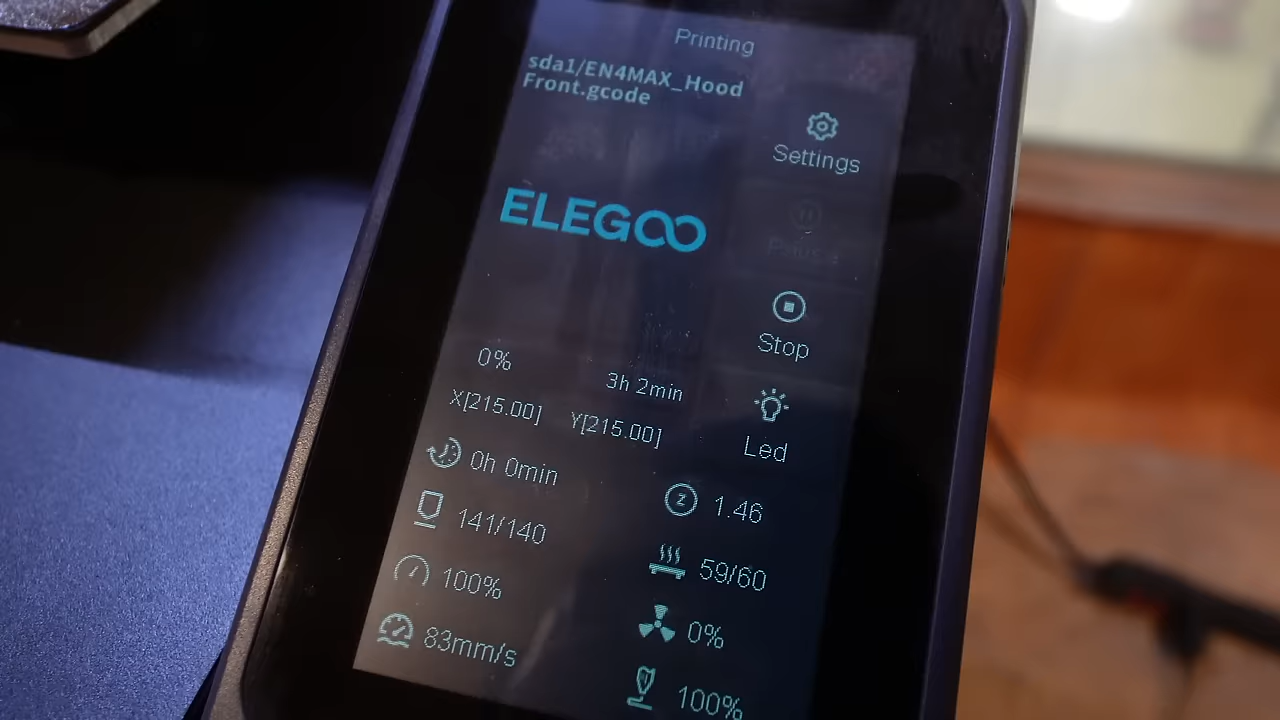 Printing
sda1/EN4MAX_Hood
Front.gcode
Settings
ELEGOO
Pause
Stop
0%
3h 2min
X[215.00]
Y[215.00]
Led
0h 0min
1.46
141/140
59/60
100%
0%
83mm/s
100%